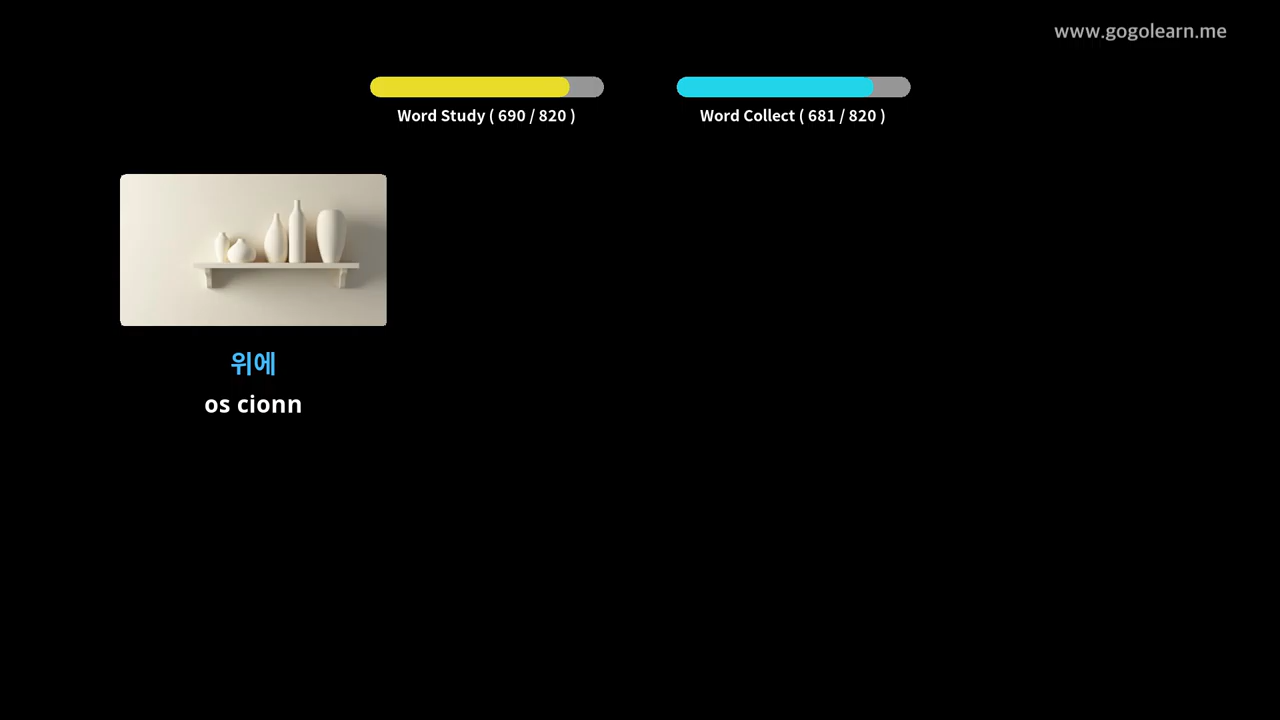 www.gogolearn.me
Word Study ( 690 / 820 )
Word Collect ( 681 / 820 )
위에
os cionn